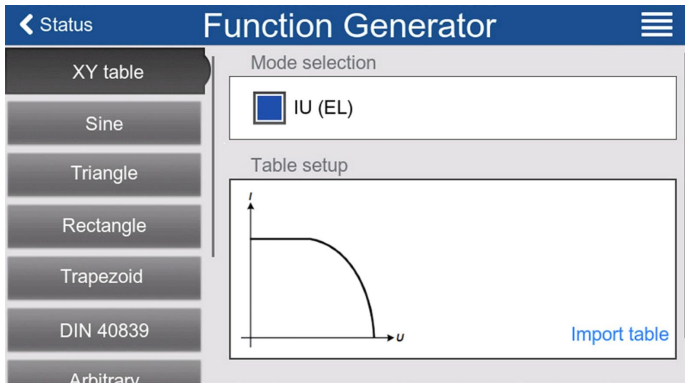 Status
Function Generator
XY table
Sine
Triangle
Rectangle
Trapezoid
DIN 40839
Arbitrary
Mode selection
IU (EL)
Table setup
I
U
Import table